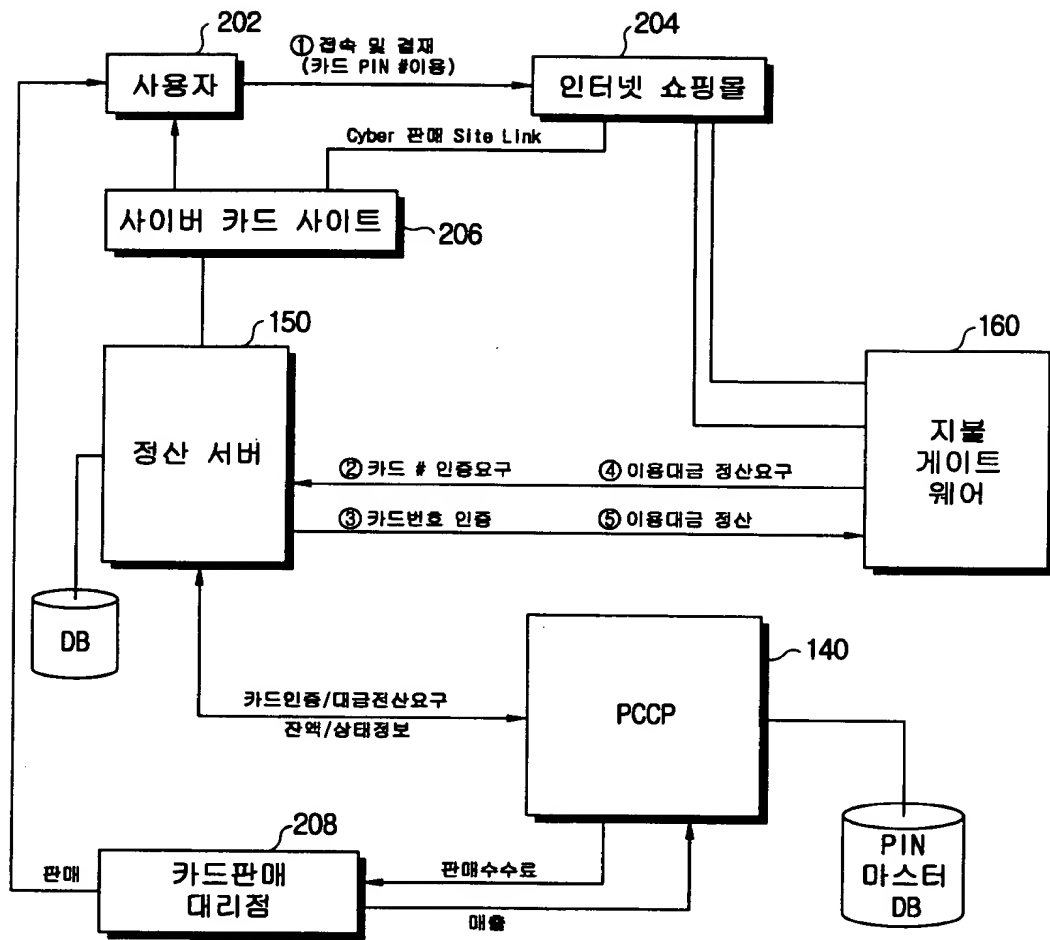 202
① 접속 및 결재
(카드 PIN #이용)
204
사용자
인터넷 쇼핑몰
Cyber 판매 Site Link
사이버 카드 사이트
206
150
160
정산 서버
지불
게이트
웨어
② 카드 # 인증요구
④ 이용대금 정산요구
③ 카드번호 인증
⑤ 이용대금 정산
DB
140
PCCP
카드인증/대금전산요구
잔액/상태정보
208
PIN
마스터
DB
판매
카드판매
대리점
판매수수료
매출